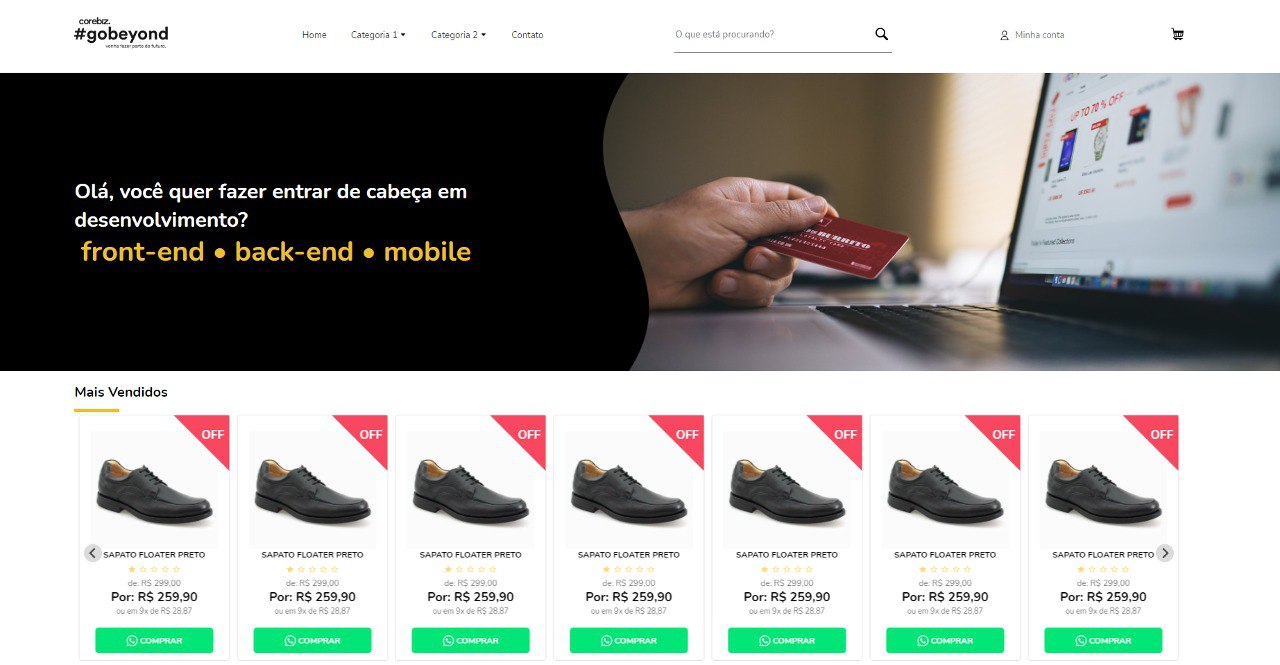 corebiz.
#gobeyond
venha fazer parte do futuro.
Home Categoria 1 Categoria 2 Contato
O que está procurando?
Minha conta
Olá, você quer fazer entrar de cabeça em
desenvolvimento?
front-end • back-end • mobile
UP TO 70 % OFF
BURRITO
Featured Collections
Mais Vendidos
OFF OFF OFF OFF OFF OFF OFF
SAPATO FLOATER PRETO SAPATO FLOATER PRETO SAPATO FLOATER PRETO SAPATO FLOATER PRETO SAPATO FLOATER PRETO SAPATO FLOATER PRETO SAPATO FLOATER PRETO
de: R$ 299,00 de: R$ 299,00 de: R$ 299,00 de: R$ 299,00 de: R$ 299,00 de: R$ 299,00 de: R$ 299,00
Por: R$ 259,90 Por: R$ 259,90 Por: R$ 259,90 Por: R$ 259,90 Por: R$ 259,90 Por: R$ 259,90 Por: R$ 259,90
ou em 9x de R$ 28,87 ou em 9x de R$ 28,87 ou em 9x de R$ 28,87 ou em 9x de R$ 28,87 ou em 9x de R$ 28,87 ou em 9x de R$ 28,87 ou em 9x de R$ 28,87
COMPRAR COMPRAR COMPRAR COMPRAR COMPRAR COMPRAR COMPRAR